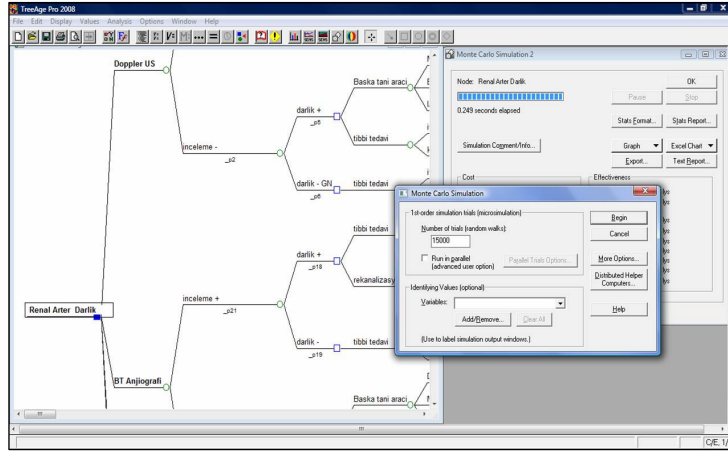 TreeAge Pro 2008
File Edit Display Values Analysis Options Window Help
Doppler US
Baska tani araci
darlik +
_p6
tibbi tedavi
inceleme -
_p2
darlik - GN
tibbi tedavi
_p6
tibbi tedavi
darlik +
_p18
rekanalizasy
inceleme +
_p21
Renal Arter Darlik
darlik -
tibbi tedavi
_p19
BT Anjiografi
Baska tani araci
Monte Carlo Simulation 2
Node: Renal Arter Darlik
OK
Pause
Stop
0.249 seconds elapsed
Stats Format...
Stats Report...
Simulation Comment/Info...
Graph
Excel Chart
Export...
Text Report...
Cost
Effectiveness
Monte Carlo Simulation
1st-order simulation trials (microsimulation)
Number of trials (random walks):
15000
Run in parallel
(advanced user option)
Parallel Trials Options...
Identifying Values (optional)
Variables:
Add/Remove...
Clear All
(Use to label simulation output windows.)
Begin
Cancel
More Options...
Distributed Helper
Computers...
Help
C/E, 1/